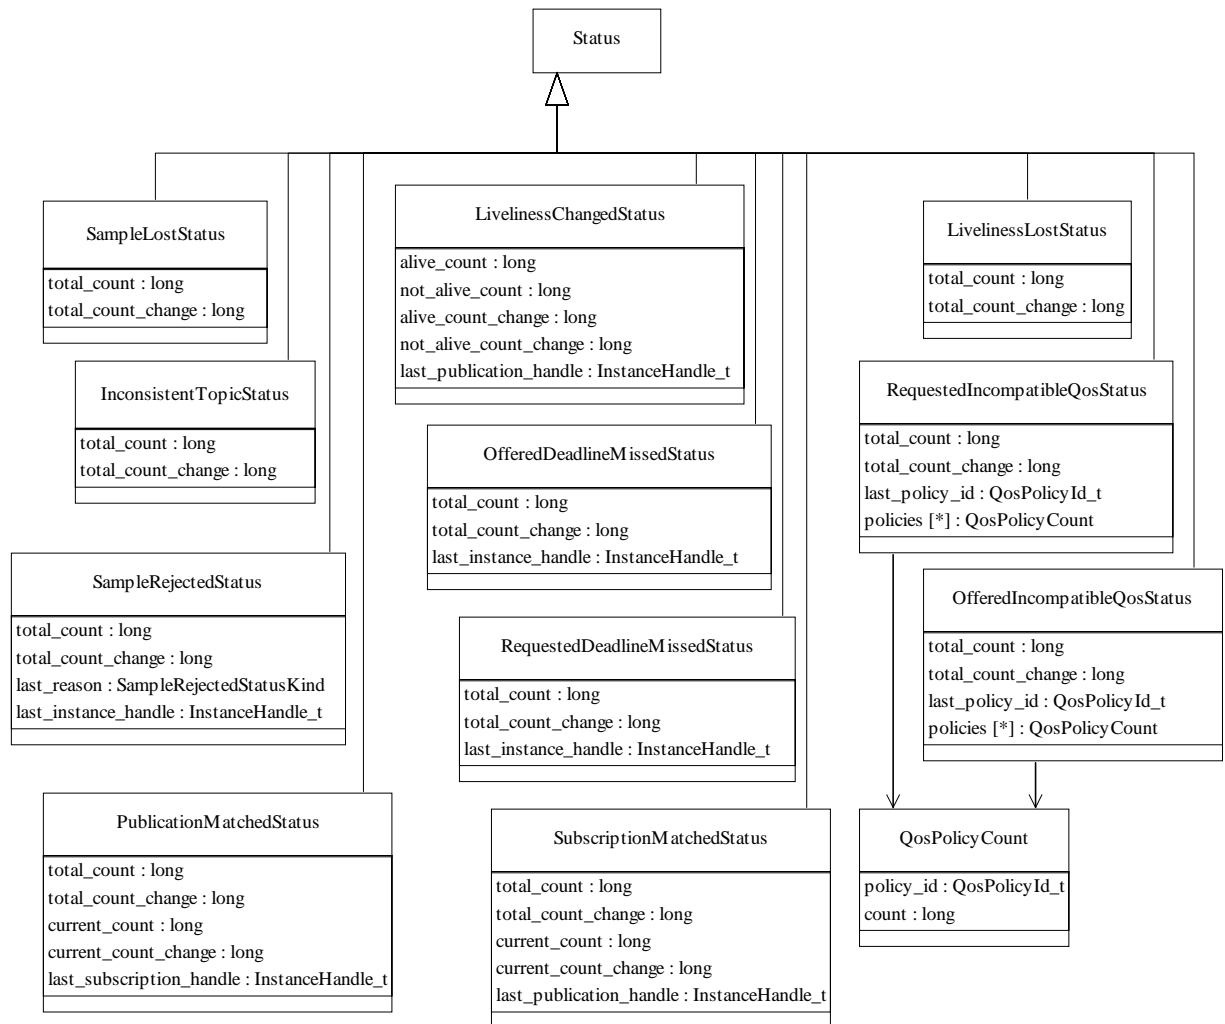 Status
SampleLostStatus
total_count : long
total_count_change : long
InconsistentTopicStatus
total_count : long
total_count_change : long
SampleRejectedStatus
total_count : long
total_count_change : long
last_reason : SampleRejectedStatusKind
last_instance_handle : InstanceHandle_t
PublicationMatchedStatus
total_count : long
total_count_change : long
current_count : long
current_count_change : long
last_subscription_handle : InstanceHandle_t
LivelinessChangedStatus
alive_count : long
not_alive_count : long
alive_count_change : long
not_alive_count_change : long
last_publication_handle : InstanceHandle_t
OfferedDeadlineMissedStatus
total_count : long
total_count_change : long
last_instance_handle : InstanceHandle_t
RequestedDeadlineMissedStatus
total_count : long
total_count_change : long
last_instance_handle : InstanceHandle_t
SubscriptionMatchedStatus
total_count : long
total_count_change : long
current_count : long
current_count_change : long
last_publication_handle : InstanceHandle_t
LivelinessLostStatus
total_count : long
total_count_change : long
RequestedIncompatibleQosStatus
total_count : long
total_count_change : long
last_policy_id : QosPolicyId_t
policies [*] : QosPolicyCount
OfferedIncompatibleQosStatus
total_count : long
total_count_change : long
last_policy_id : QosPolicyId_t
policies [*] : QosPolicyCount
QosPolicyCount
policy_id : QosPolicyId_t
count : long